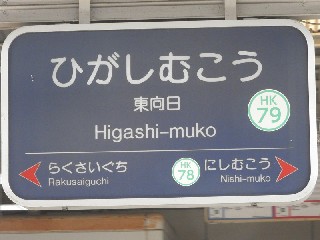 ひがしむこう
東向日
Higashi-muko
HK
79
らくさいぐち
Rakusaiguchi
HK
78
にしむこう
Nishi-muko